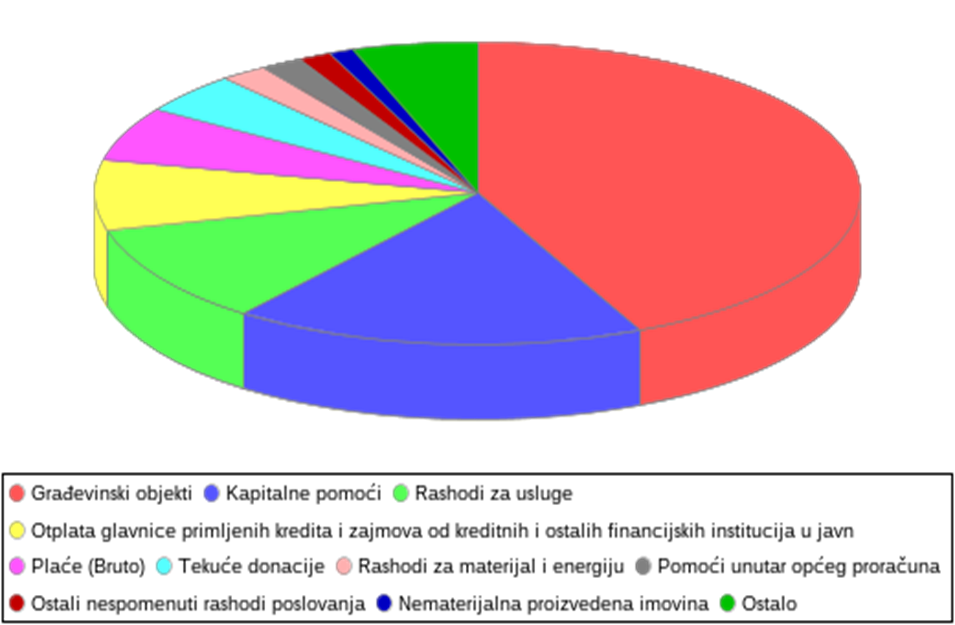 Građevinski objekti Kapitalne pomoći Rashodi za usluge
Otplata glavnice primljenih kredita i zajmova od kreditnih i ostalih financijskih institucija u javn
Plaće (Bruto) Tekuće donacije Rashodi za materijal i energiju Pomoći unutar općeg proračuna
Ostali nespomenuti rashodi poslovanja Nematerijalna proizvedena imovina Ostalo